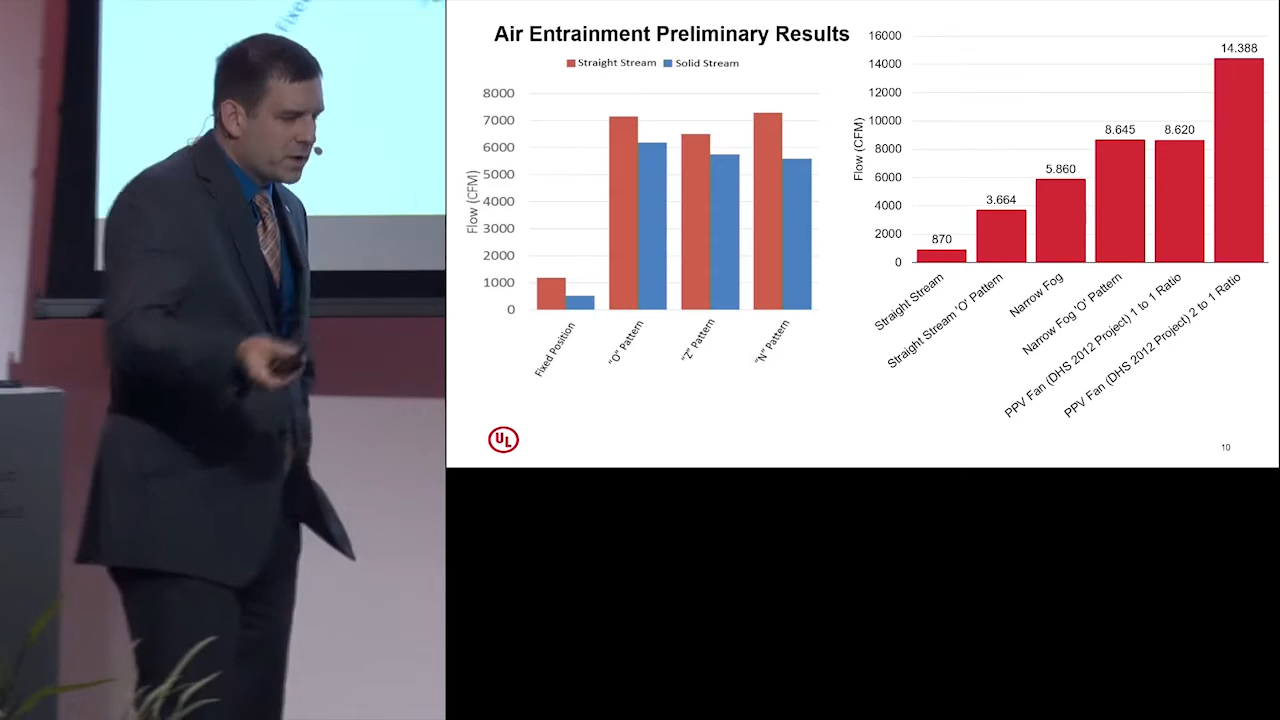 Fixed
Air Entrainment Preliminary Results
Straight Stream Solid Stream
Flow (CFM)
8000
7000
6000
5000
4000
3000
2000
1000
0
Fixed Position
"O" Pattern
"Z" Pattern
"N" Pattern
Flow (CFM)
16000
14000
12000
10000
8000
6000
4000
2000
0
870
3.664
5.860
8.645
8.620
14.388
Straight Stream
Straight Stream 'O' Pattern
Narrow Fog
Narrow Fog 'O' Pattern
PPV Fan (DHS 2012 Project) 1 to 1 Ratio
PPV Fan (DHS 2012 Project) 2 to 1 Ratio
UL
10